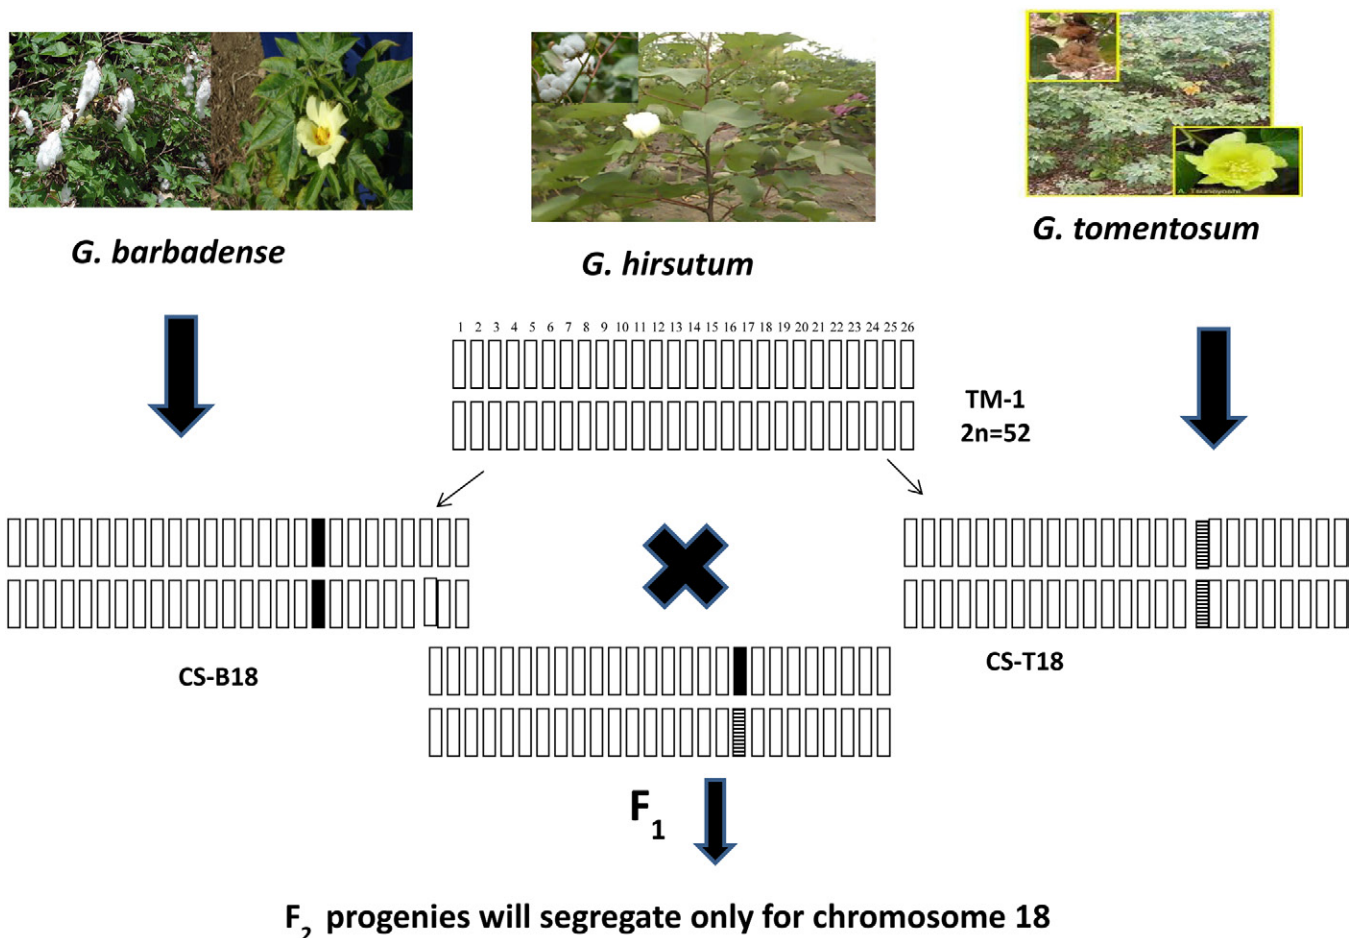 G. barbadense
G. hirsutum
G. tomentosum
1 2 3 4 5 6 7 8 9 10 11 12 13 14 15 16 17 18 19 20 21 22 23 24 25 26
TM-1
2n=52
CS-B18
CS-T18
F1
F2 progenies will segregate only for chromosome 18